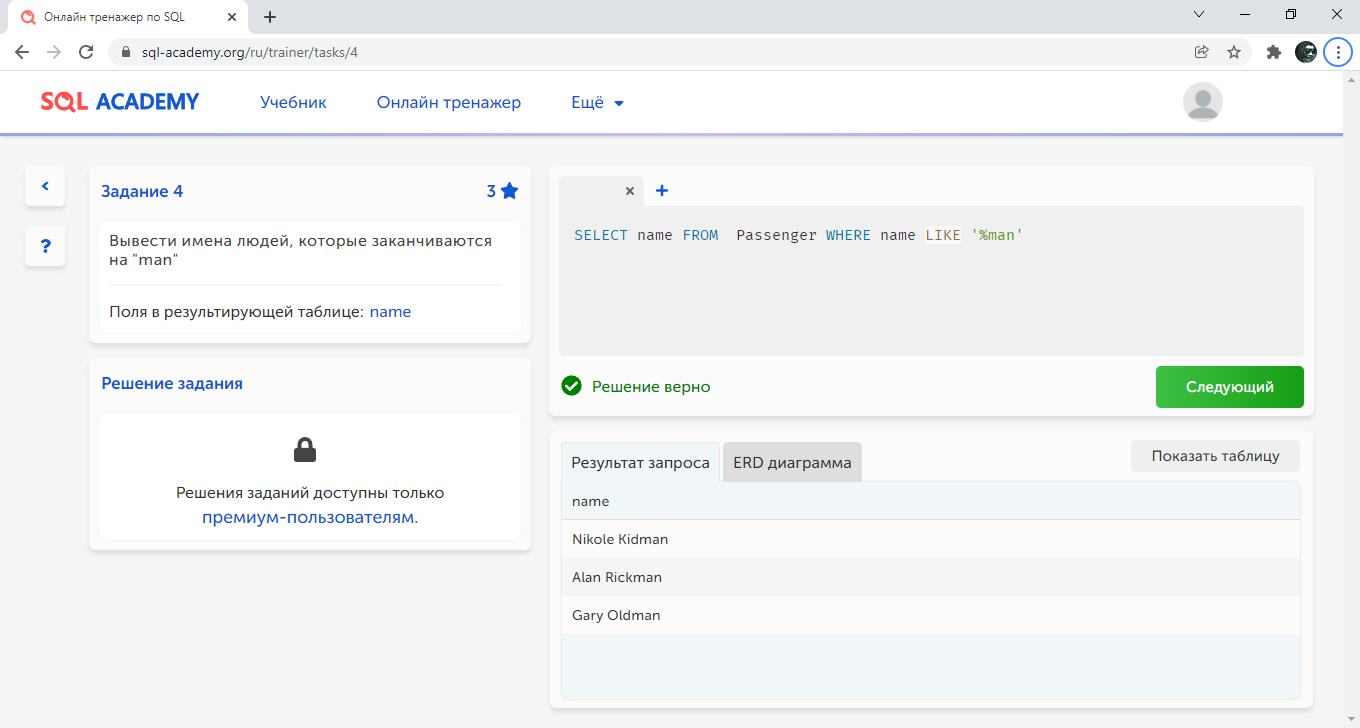 Онлайн тренажер по SQL
sql-academy.org/ru/trainer/tasks/4
SQL ACADEMY
Учебник
Онлайн тренажер
Ещё
Задание 4
3
Вывести имена людей, которые заканчиваются
на "man"
Поля в результирующей таблице: name
Решение задания
Решения заданий доступны только
премиум-пользователям.
SELECT name FROM  Passenger WHERE name LIKE '%man'
Решение верно
Следующий
Результат запроса
ERD диаграмма
Показать таблицу
name
Nikole Kidman
Alan Rickman
Gary Oldman